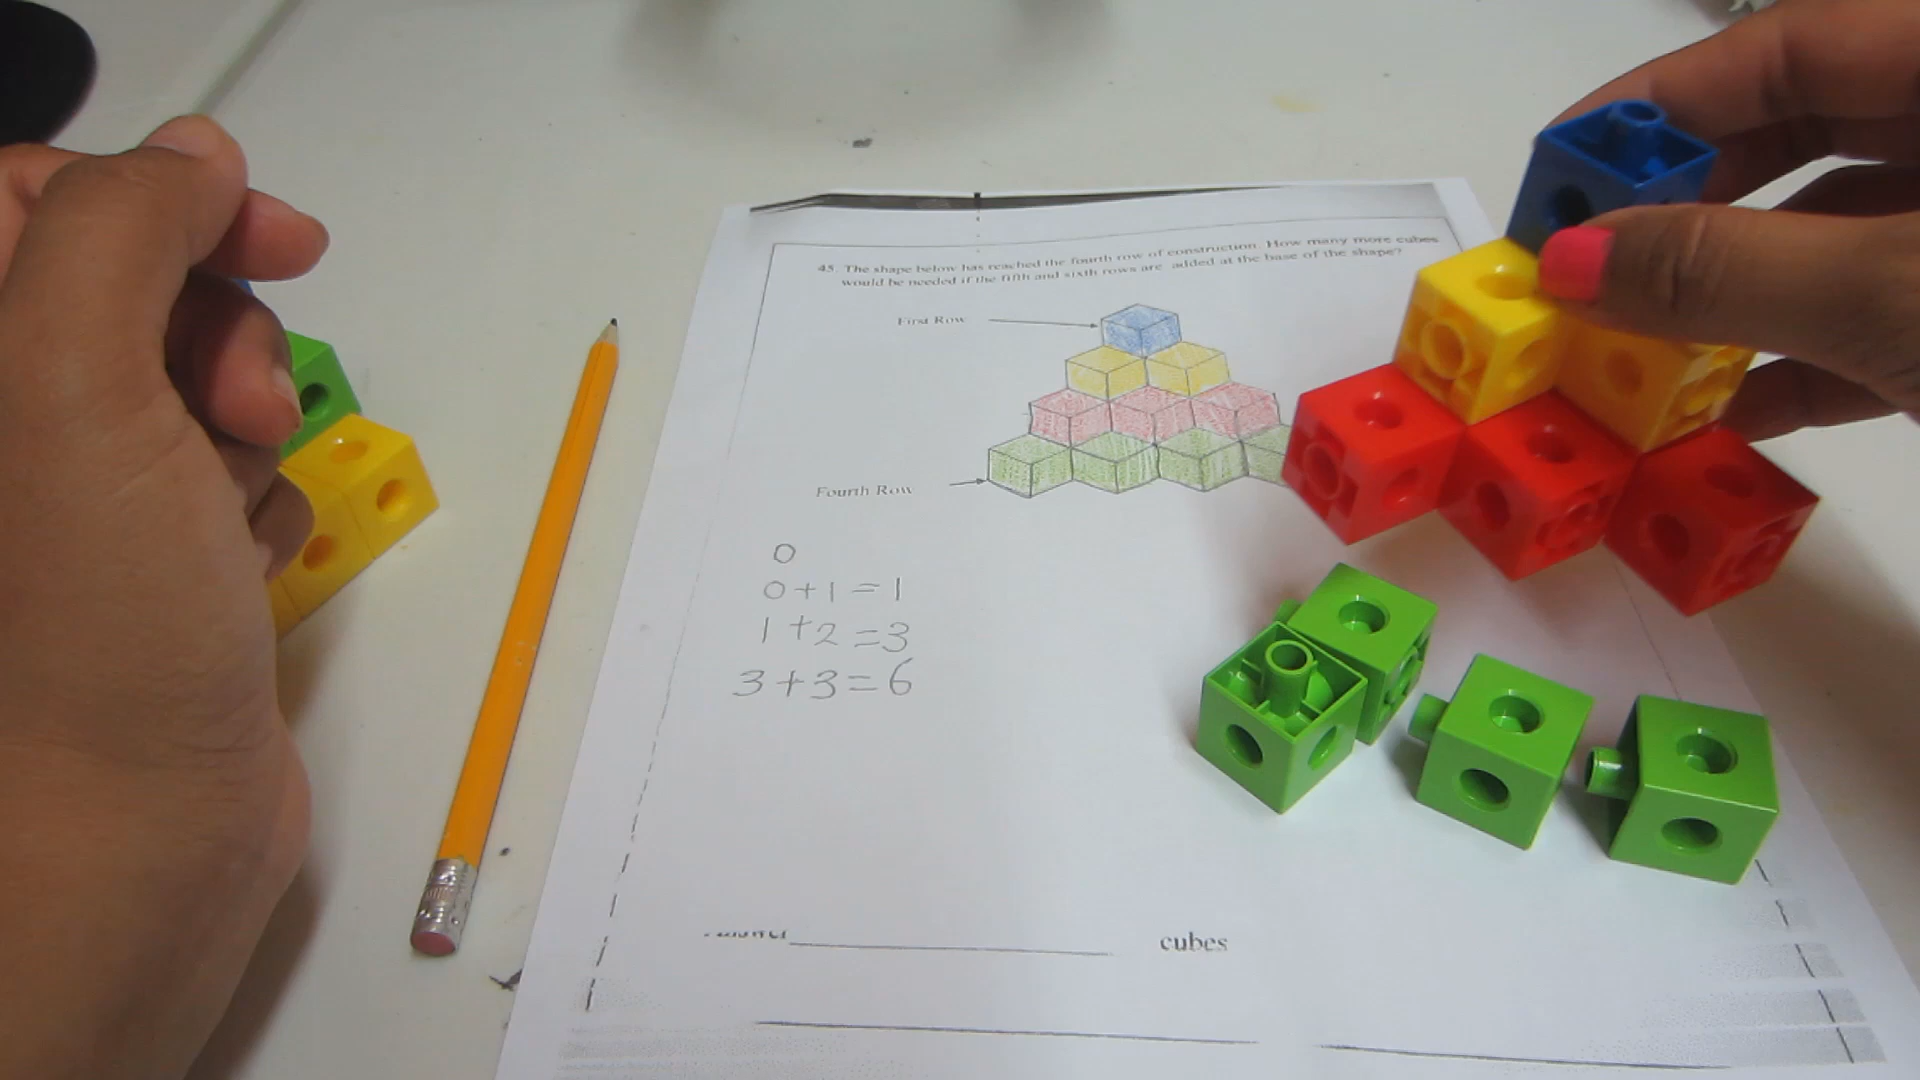 45. The shape below has reached the fourth row of construction. How many more cubes
would be needed if the fifth and sixth rows are added at the base of the shape?
First Row
Fourth Row
0
0+1=1
1+2=3
3+3=6
cubes